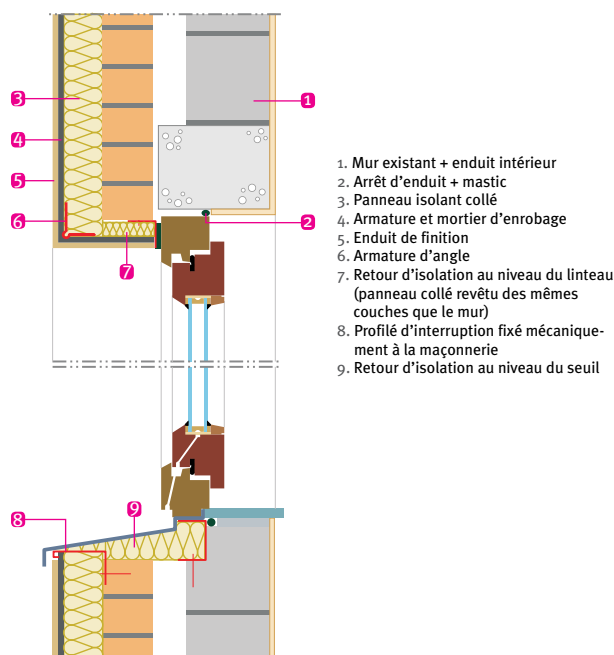 3
4
5
6
7
1
2
8
9
1. Mur existant + enduit intérieur
2. Arrêt d’enduit + mastic
3. Panneau isolant collé
4. Armature et mortier d’enrobage
5. Enduit de finition
6. Armature d’angle
7. Retour d’isolation au niveau du linteau
(panneau collé revêtu des mêmes
couches que le mur)
8. Profilé d’interruption fixé mécanique-
ment à la maçonnerie
9. Retour d’isolation au niveau du seuil